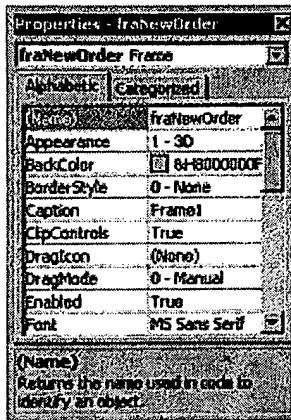 Properties - fraNewOrder
fraNewOrder Frame
Alphabetic Categorized
(Name) fraNewOrder
Appearance 1 - 3D
BackColor &H8000000F
BorderStyle 0 - None
Caption Frame1
ClipControls True
DragIcon (None)
DragMode 0 - Manual
Enabled True
Font MS Sans Serif
(Name)
Returns the name used in code to
identify an object.